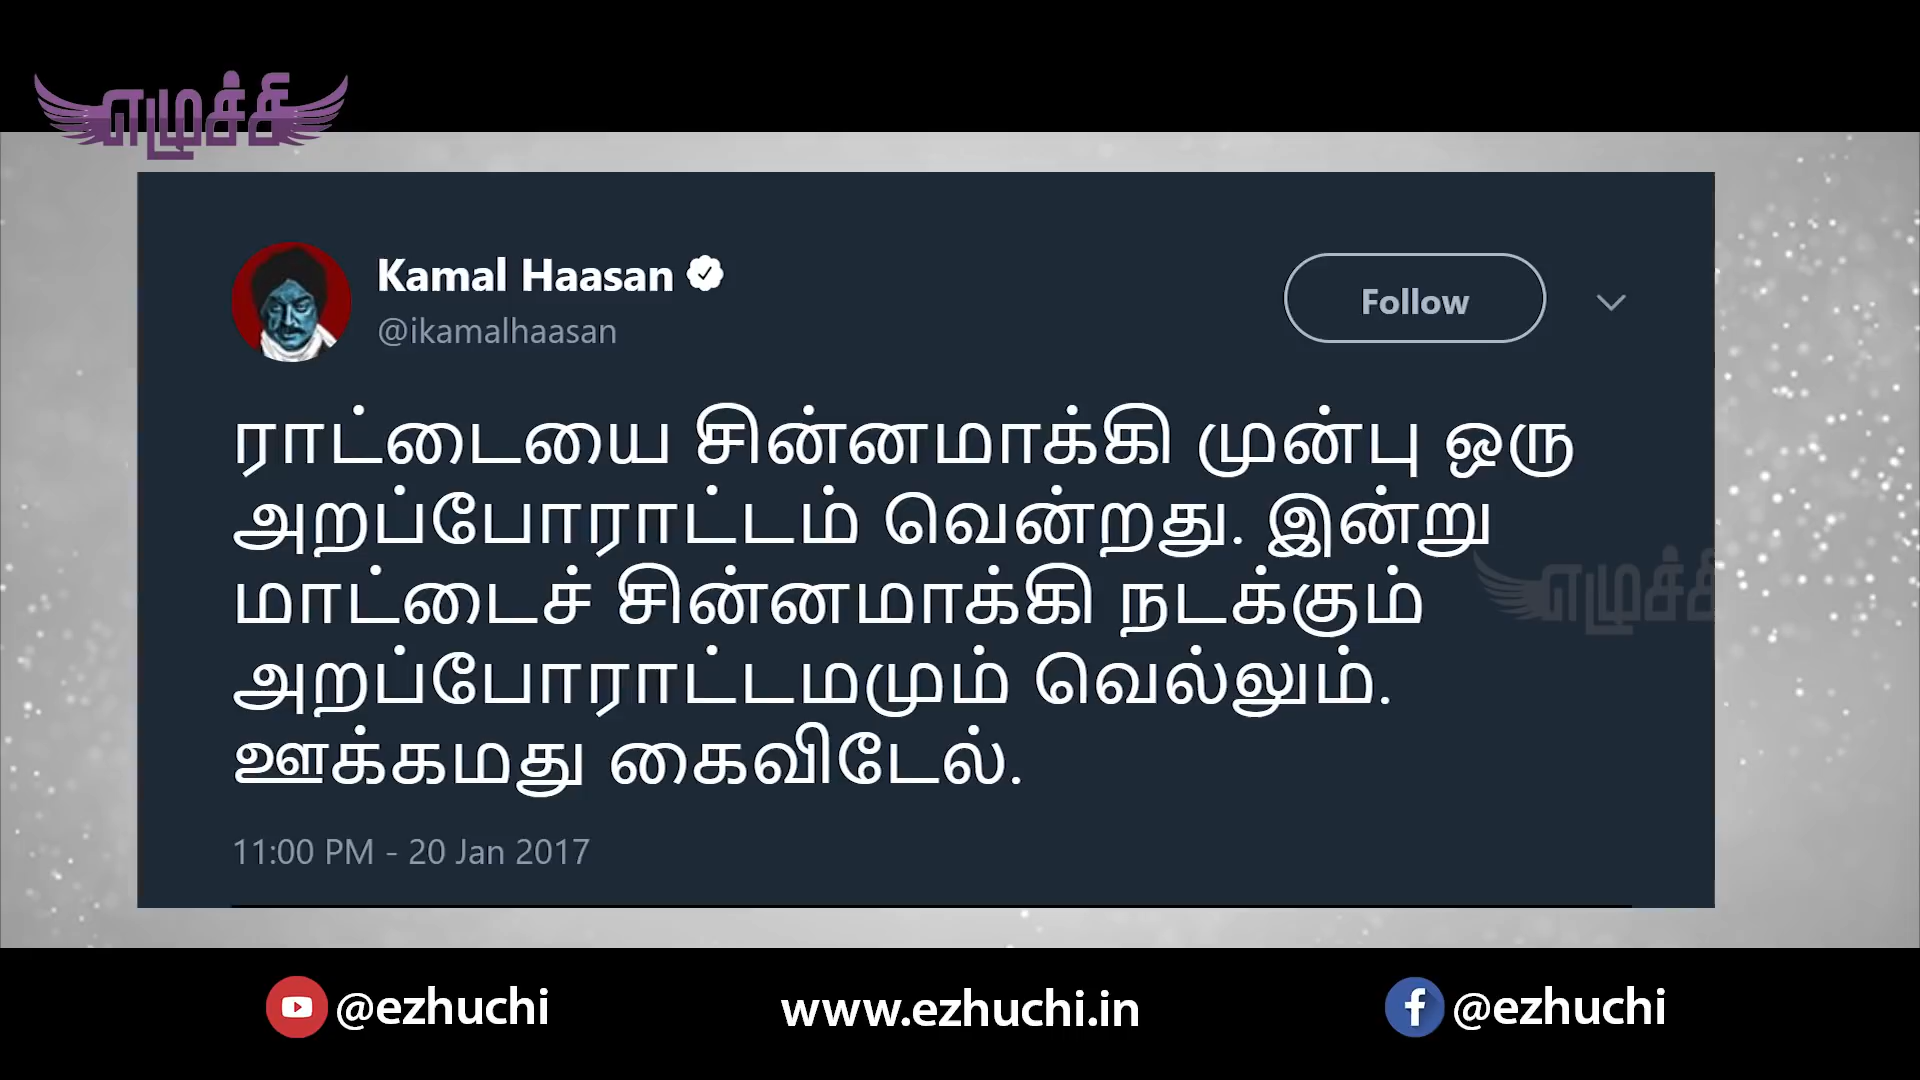 எழுச்சி
Kamal Haasan
@ikamalhaasan
Follow
ராட்டையை சின்னமாக்கி முன்பு ஒரு
அறப்போராட்டம் வென்றது. இன்று
மாட்டைச் சின்னமாக்கி நடக்கும்
அறப்போராட்டமமும் வெல்லும்.
ஊக்கமது கைவிடேல்.
எழுச்சி
11:00 PM - 20 Jan 2017
@ezhuchi
www.ezhuchi.in
@ezhuchi